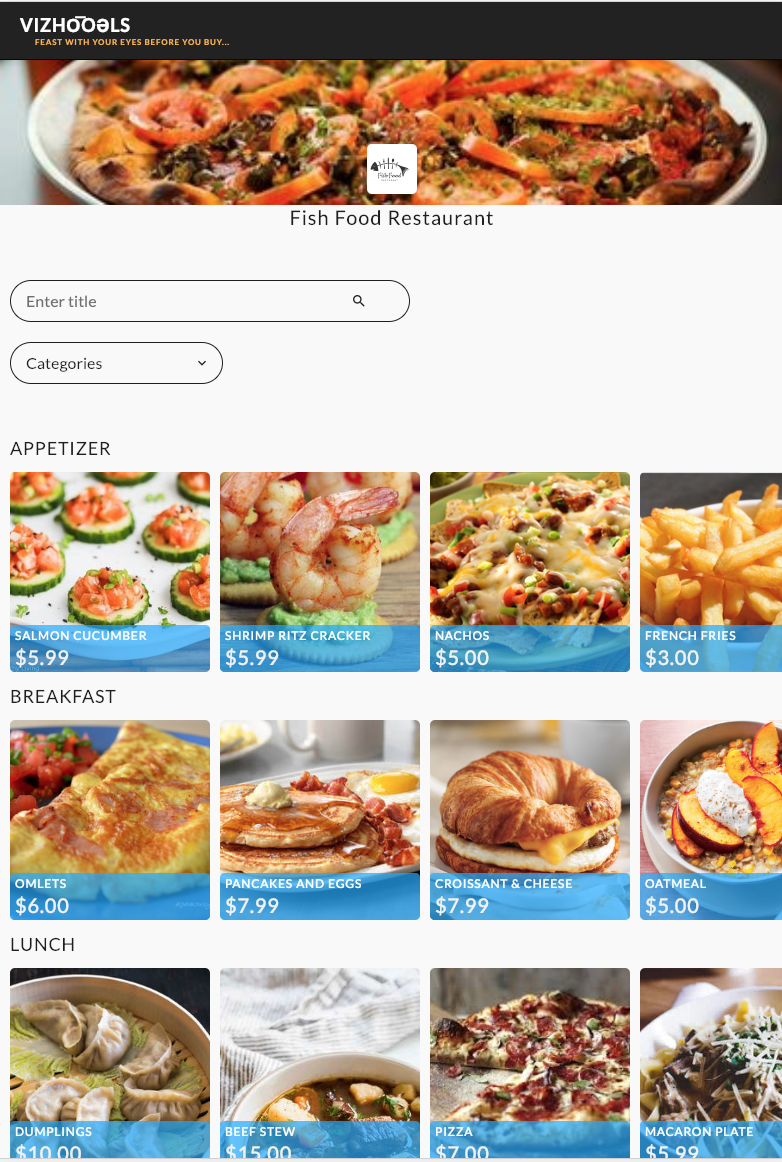 VIZHOOƏLS
FEAST WITH YOUR EYES BEFORE YOU BUY...
Fish Food
Fish Food Restaurant
Enter title
Categories
APPETIZER
SALMON CUCUMBER
$5.99
SHRIMP RITZ CRACKER
$5.99
NACHOS
$5.00
FRENCH FRIES
$3.00
BREAKFAST
OMLETS
$6.00
PANCAKES AND EGGS
$7.99
CROISSANT & CHEESE
$7.99
OATMEAL
$5.00
LUNCH
DUMPLINGS
$10.00
BEEF STEW
$15.00
PIZZA
$7.00
MACARON PLATE
$5.99